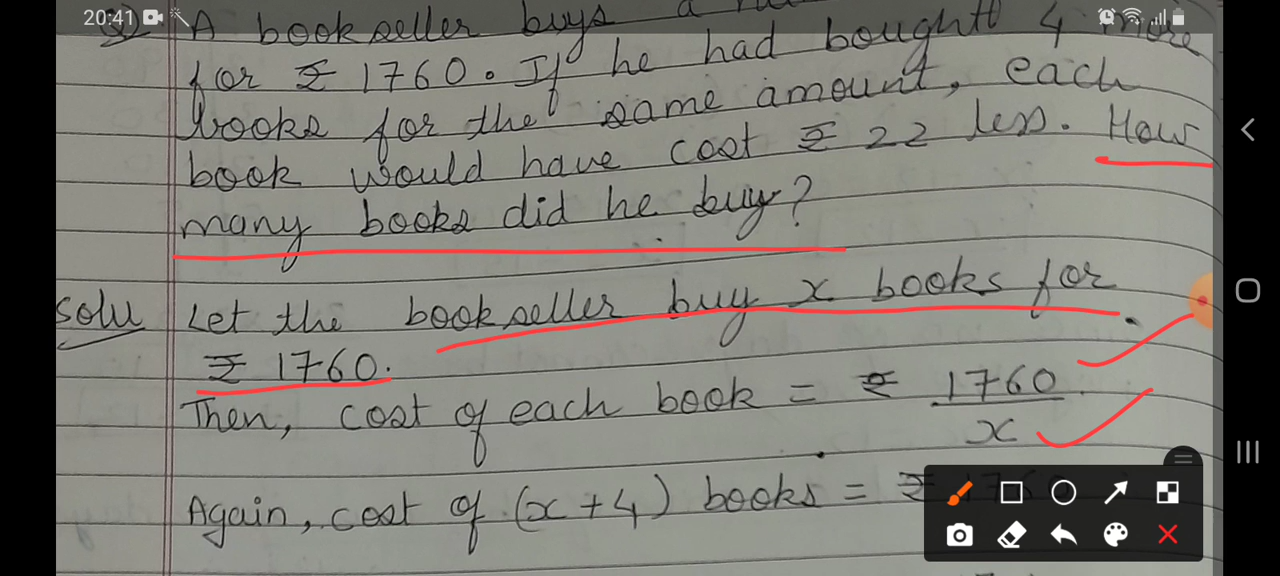 20:41
Q) A bookseller buys a
for ₹ 1760. If he had bought 4 more
books for the same amount, each
book would have cost ₹ 22 less. How
many books did he buy?
Solu Let the bookseller buy x books for
₹ 1760.
Then, cost of each book = ₹ 1760/x
Again, cost of (x+4) books = ₹ 1760